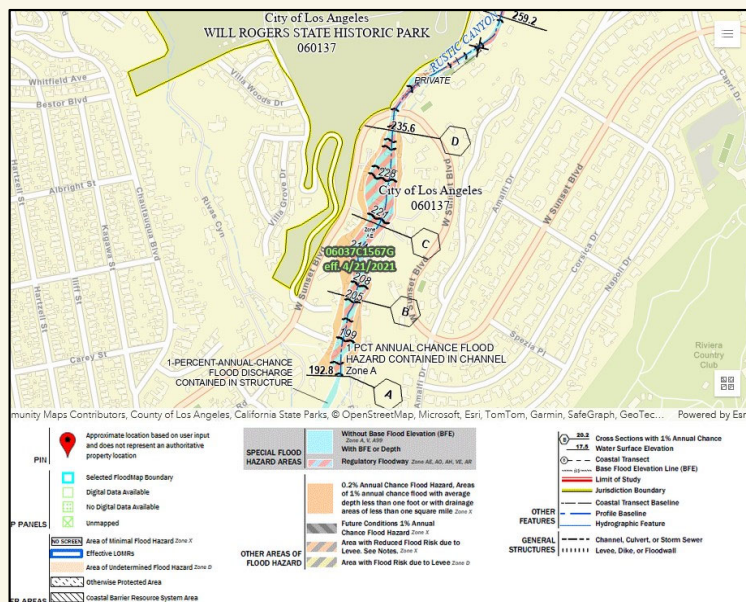 City of Los Angeles
WILL ROGERS STATE HISTORIC PARK
060137
259.2
RUSTIC CANYON
PRIVATE
Capri Dr
Whitfield Ave
Bestor Blvd
Villa Woods Dr
Hartzell St
Albright St
Chautauqua Blvd
Kagawa St
Iliff St
Hartzell St
Rivas Cyn
Villa Grove Dr
235.6
D
228
City of Los Angeles
060137
221
Zone AE
C
W Sunset Blvd
Amalfi Dr
W Sunset Blvd
Corsica Dr
Napoli Dr
06037C1567G
eff. 4/21/2021
W Sunset Blvd
W Sunset Blvd
208
205
B
199
Spezia Pl
Riviera
Country
Club
Carey St
1-PERCENT-ANNUAL-CHANCE
FLOOD DISCHARGE
CONTAINED IN STRUCTURE
1 PCT ANNUAL CHANCE FLOOD
HAZARD CONTAINED IN CHANNEL
Zone A
192.8
A
Amalfi Dr
munity Maps Contributors, County of Los Angeles, California State Parks, © OpenStreetMap, Microsoft, Esri, TomTom, Garmin, SafeGraph, GeoTec... Powered by Esri
PIN
Approximate location based on user input
and does not represent an authoritative
property location
Selected FloodMap Boundary
Digital Data Available
No Digital Data Available
Unmapped
P PANELS
NO SCREEN Area of Minimal Flood Hazard Zone X
Effective LOMRs
Area of Undetermined Flood Hazard Zone D
Otherwise Protected Area
ER AREAS
Coastal Barrier Resource System Area
SPECIAL FLOOD
HAZARD AREAS
Without Base Flood Elevation (BFE)
Zone A, V, A99
With BFE or Depth
Regulatory Floodway Zone AE, AO, AH, VE, AR
0.2% Annual Chance Flood Hazard, Areas
of 1% annual chance flood with average
depth less than one foot or with drainage
areas of less than one square mile Zone X
Future Conditions 1% Annual
Chance Flood Hazard Zone X
Area with Reduced Flood Risk due to
Levee. See Notes. Zone X
Area with Flood Risk due to Levee Zone D
OTHER AREAS OF
FLOOD HAZARD
20.2
Cross Sections with 1% Annual Chance
17.5
Water Surface Elevation
Coastal Transect
Base Flood Elevation Line (BFE)
Limit of Study
Jurisdiction Boundary
Coastal Transect Baseline
Profile Baseline
Hydrographic Feature
OTHER
FEATURES
GENERAL
STRUCTURES
Channel, Culvert, or Storm Sewer
Levee, Dike, or Floodwall